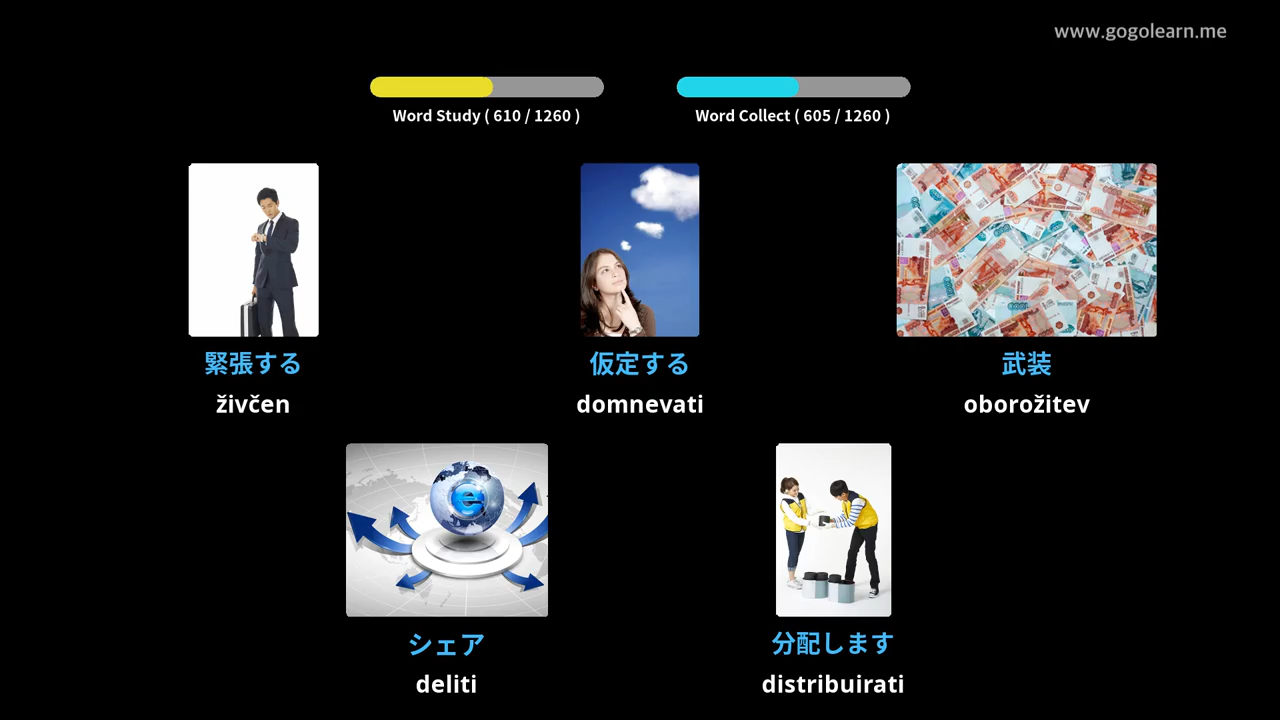 www.gogolearn.me
Word Study ( 610 / 1260 )
Word Collect ( 605 / 1260 )
緊張する
živčen
仮定する
domnevati
武装
oborožitev
シェア
deliti
分配します
distribuirati